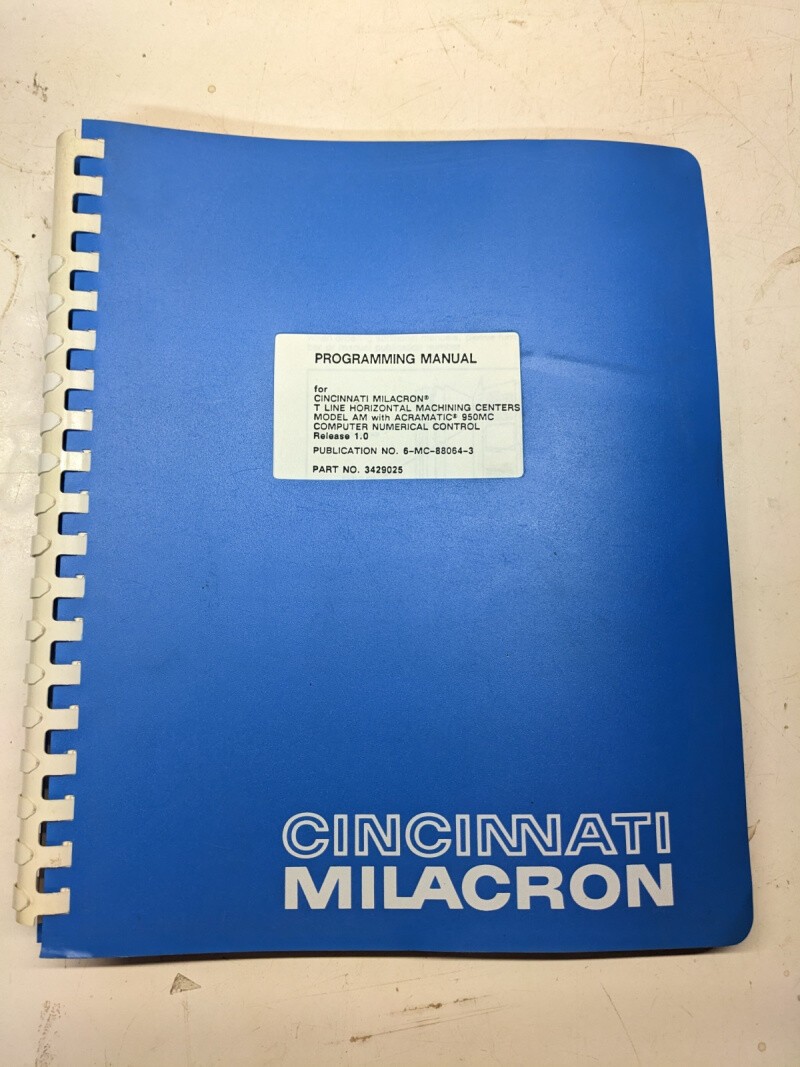 PROGRAMMING MANUAL
for
CINCINNATI MILACRON®
T LINE HORIZONTAL MACHINING CENTERS
MODEL AM with ACRAMATIC® 950MC
COMPUTER NUMERICAL CONTROL
Release 1.0
PUBLICATION NO. 6-MC-88064-3
PART NO. 3429025
CINCINNATI
MILACRON